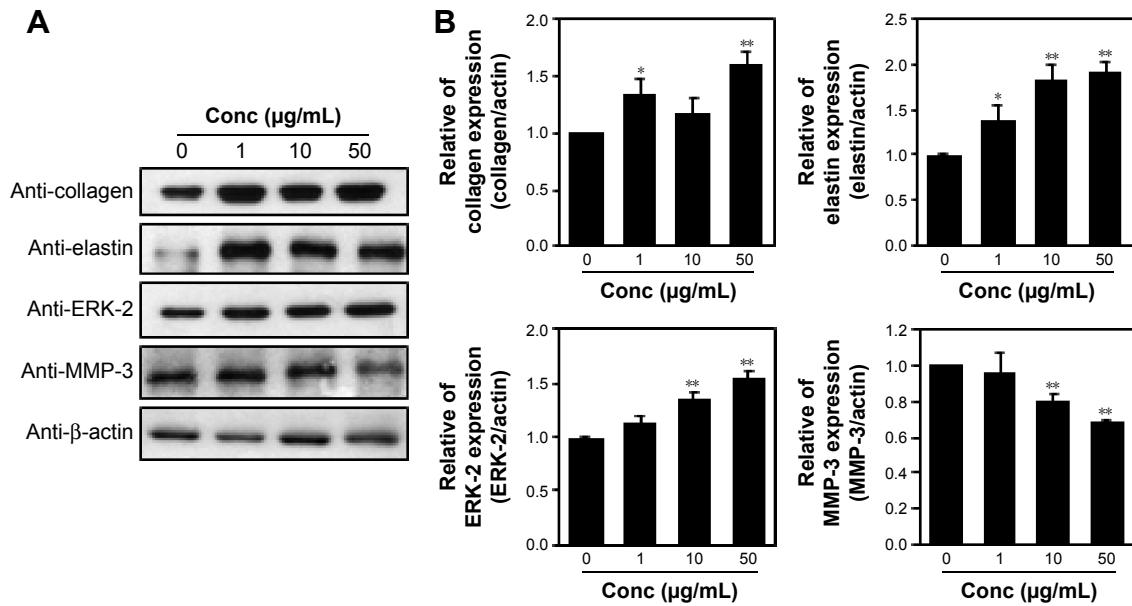 A
Conc (µg/mL)
0 1 10 50
Anti-collagen
Anti-elastin
Anti-ERK-2
Anti-MMP-3
Anti-β-actin
B
Relative of
collagen expression
(collagen/actin)
2.0
1.5
1.0
0.5
0.0
* **
0 1 10 50
Conc (µg/mL)
Relative of
elastin expression
(elastin/actin)
2.5
2.0
1.5
1.0
0.5
0.0
* ** **
0 1 10 50
Conc (µg/mL)
Relative of
ERK-2 expression
(ERK-2/actin)
2.0
1.5
1.0
0.5
0.0
** **
0 1 10 50
Conc (µg/mL)
Relative of
MMP-3 expression
(MMP-3/actin)
1.2
1.0
0.8
0.6
0.4
0.2
0.0
** **
0 1 10 50
Conc (µg/mL)